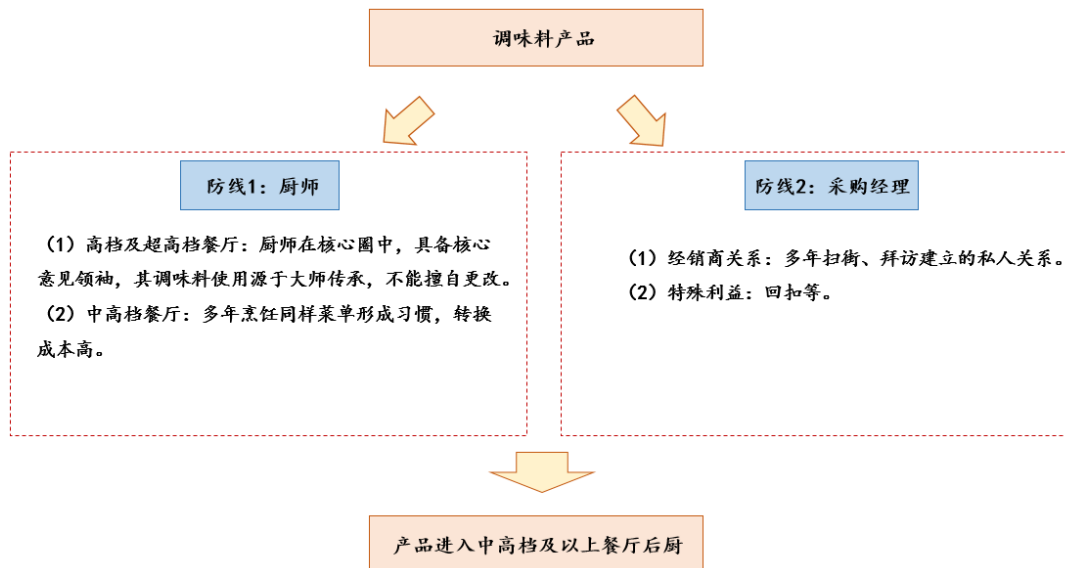 调味料产品
防线1：厨师
（1）高档及超高档餐厅：厨师在核心圈中，具备核心
意见领袖，其调味料使用源于大师传承，不能擅自更改。
（2）中高档餐厅：多年烹饪同样菜单形成习惯，转换
成本高。
防线2：采购经理
（1）经销商关系：多年扫街、拜访建立的私人关系。
（2）特殊利益：回扣等。
产品进入中高档及以上餐厅后厨